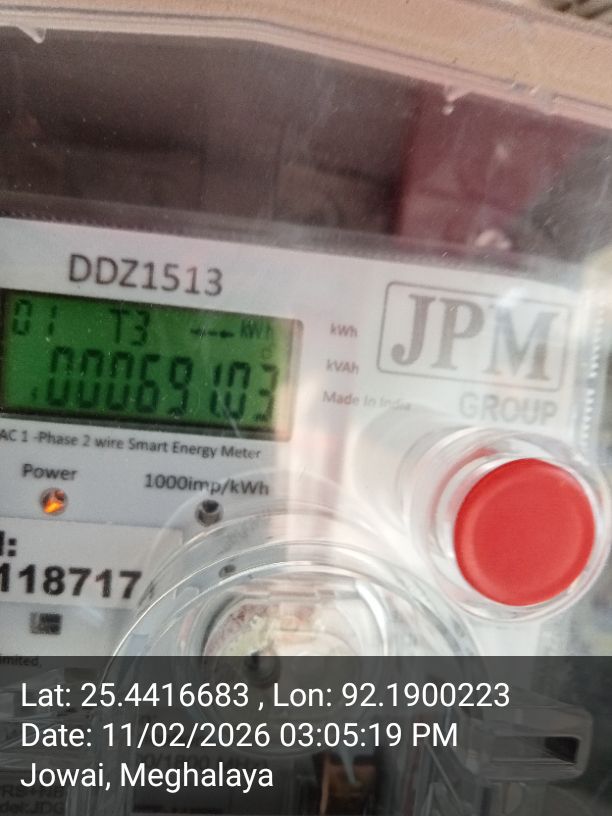 DDZ1513
01 T3 kWh
00069103
kWh
kVAh
Made In India
JPM
GROUP
AC 1 -Phase 2 wire Smart Energy Meter
Power
1000imp/kWh
118717
imited
Lat: 25.4416683 , Lon: 92.1900223
Date: 11/02/2026 03:05:19 PM
Jowai, Meghalaya